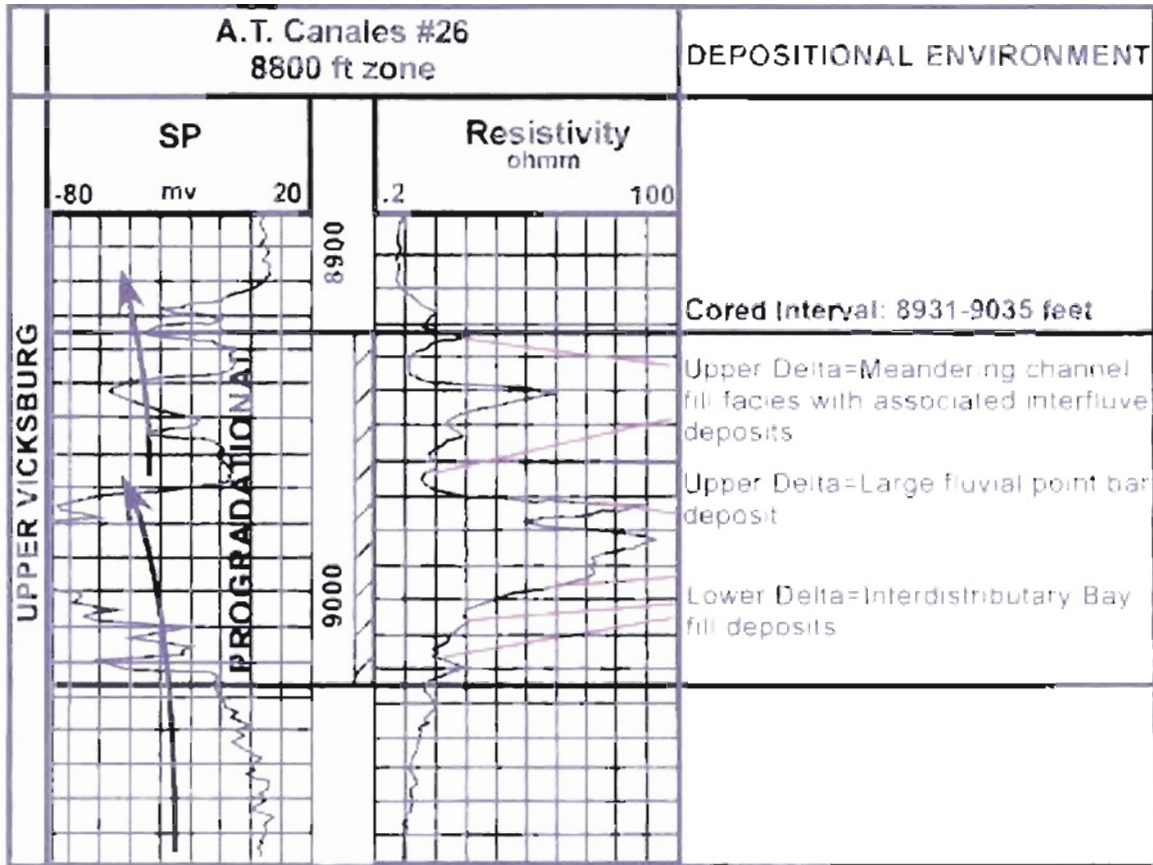 A.T. Canales #26
8800 ft zone
DEPOSITIONAL ENVIRONMENT
SP
-80 mv 20
Resistivity
ohmm
.2 100
UPPER VICKSBURG
PROGRADATIONAL
8900
9000
Cored Interval: 8931-9035 feet
Upper Delta=Meandering channel
fill facies with associated interfluve
deposits
Upper Delta=Large fluvial point bar
deposit
Lower Delta=Interdistributary Bay
fill deposits